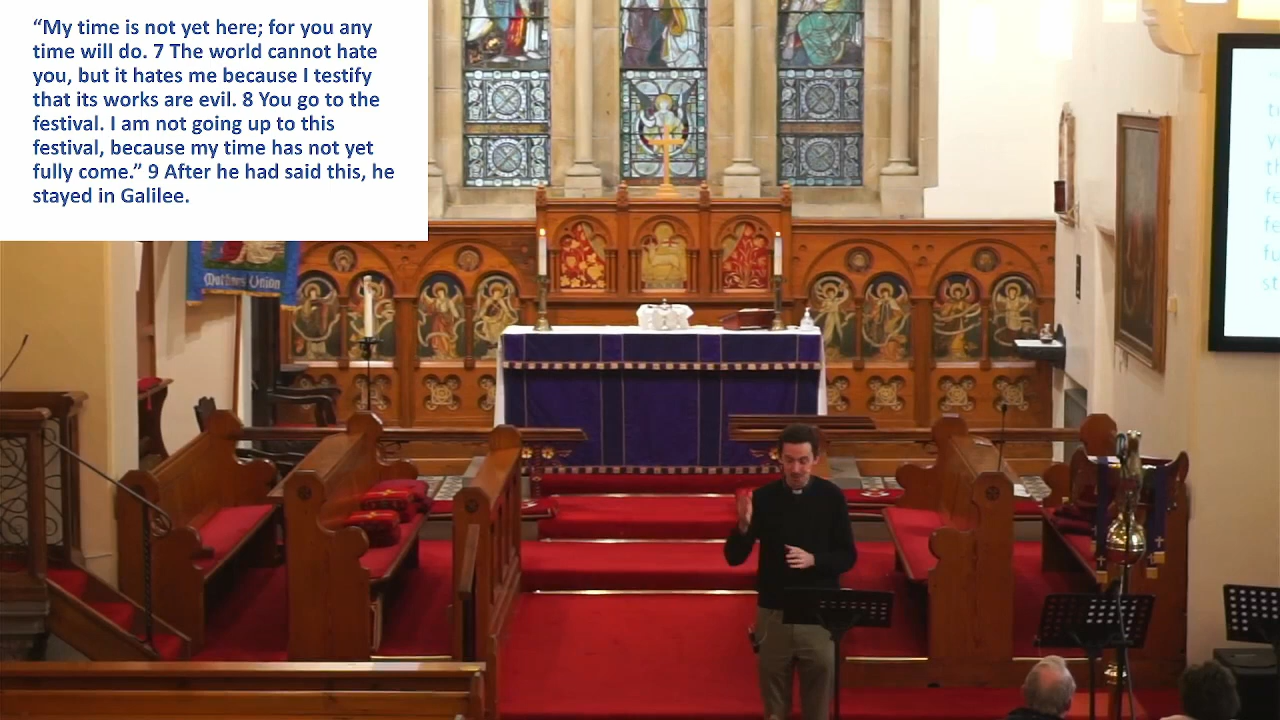 “My time is not yet here; for you any
time will do. 7 The world cannot hate
you, but it hates me because I testify
that its works are evil. 8 You go to the
festival. I am not going up to this
festival, because my time has not yet
fully come.” 9 After he had said this, he
stayed in Galilee.
Mothers Union